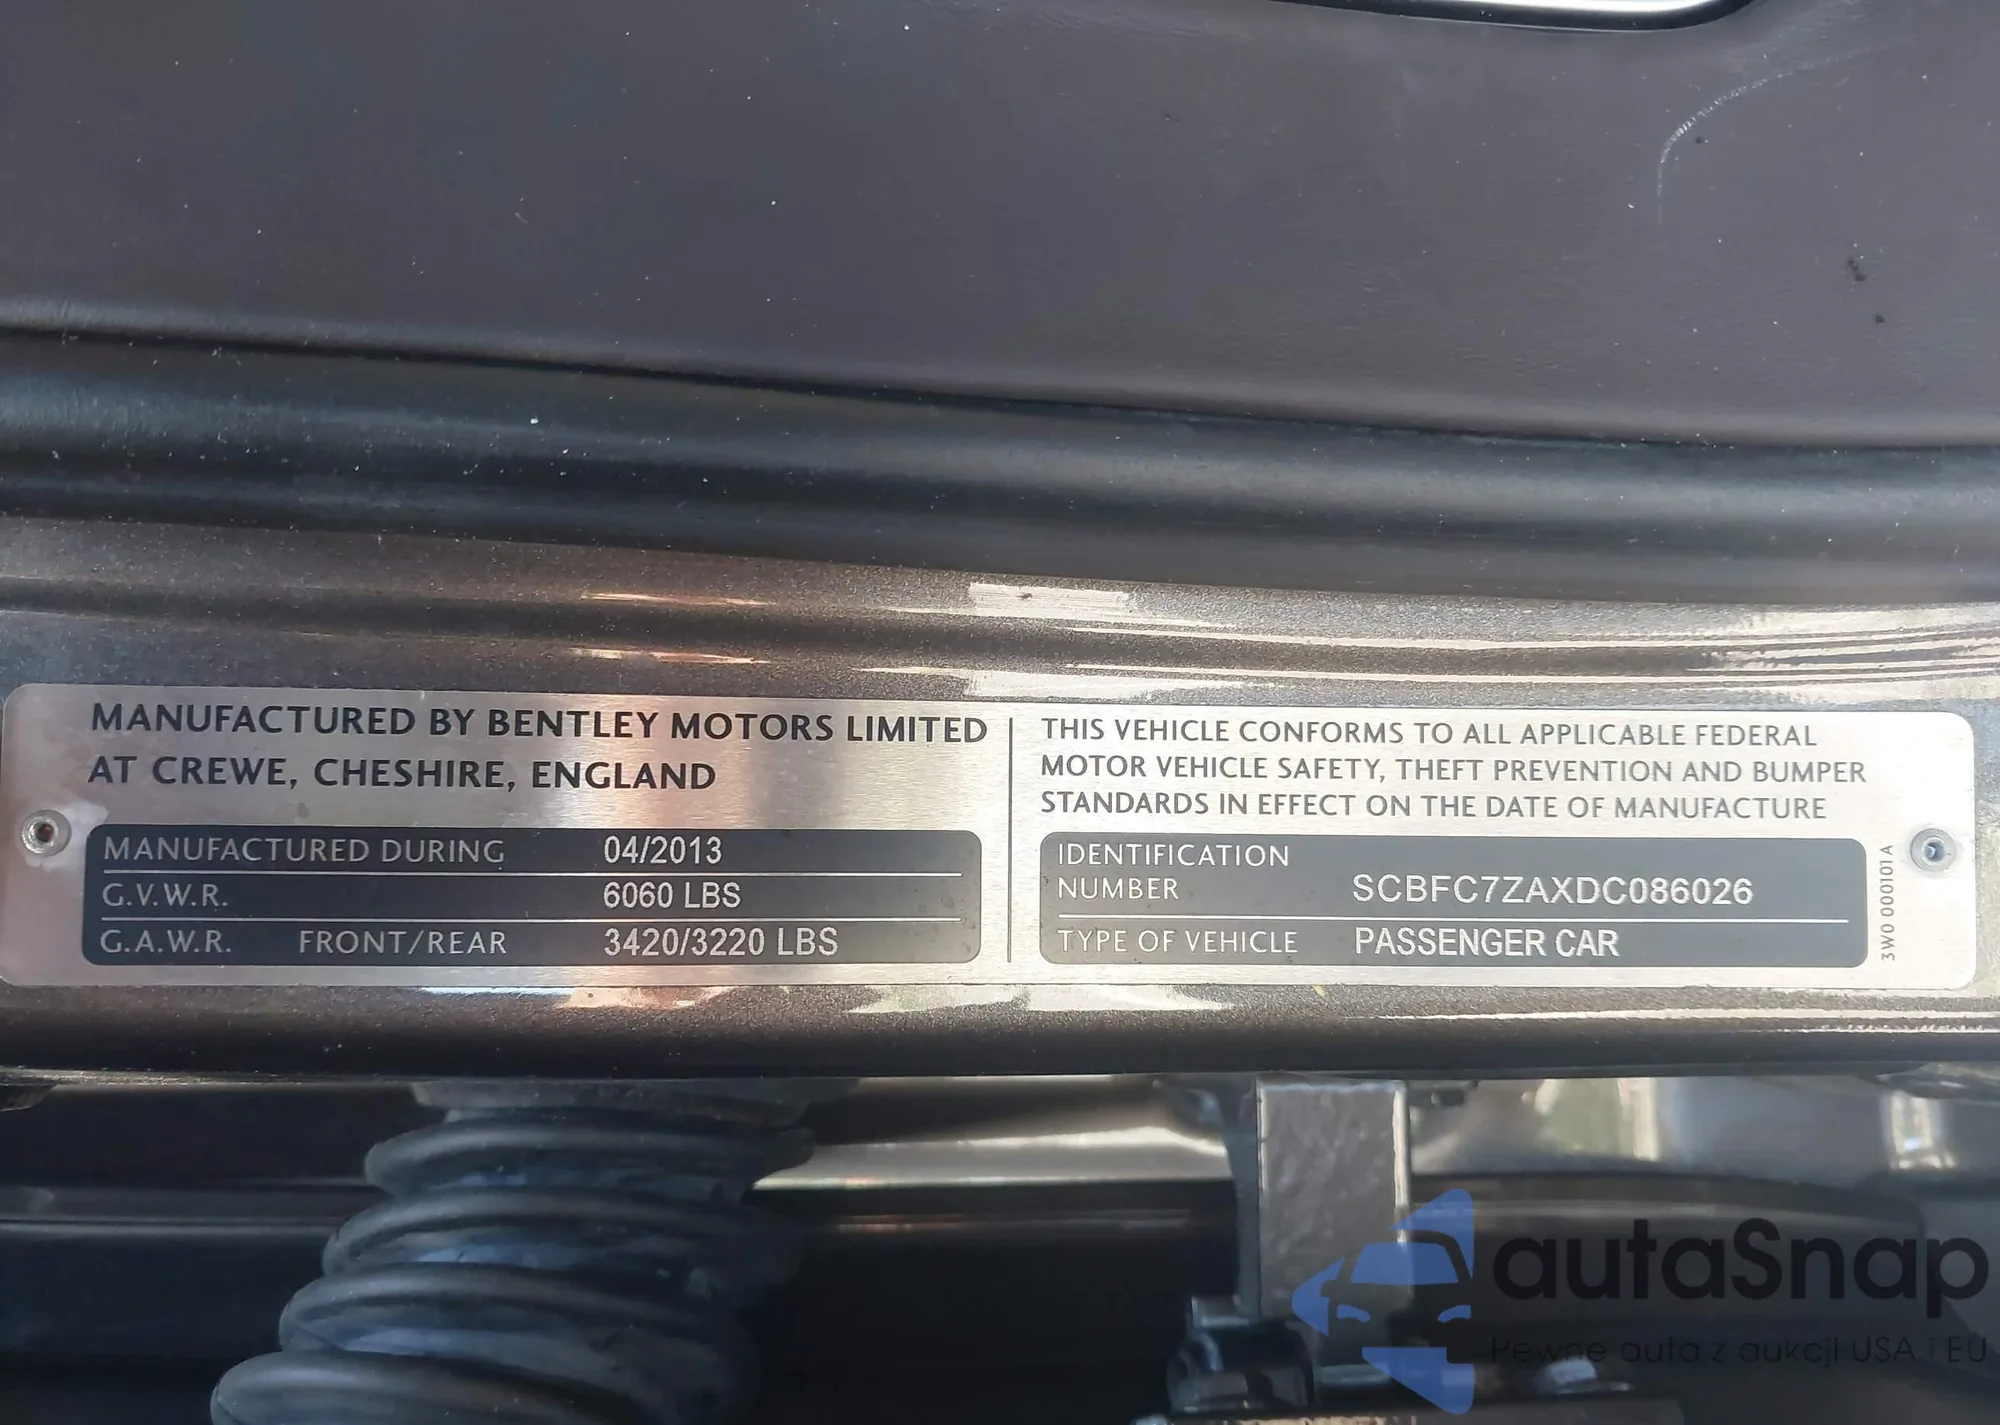 MANUFACTURED BY BENTLEY MOTORS LIMITED
AT CREWE, CHESHIRE, ENGLAND
MANUFACTURED DURING 04/2013
G.V.W.R. 6060 LBS
G.A.W.R. FRONT/REAR 3420/3220 LBS
THIS VEHICLE CONFORMS TO ALL APPLICABLE FEDERAL
MOTOR VEHICLE SAFETY, THEFT PREVENTION AND BUMPER
STANDARDS IN EFFECT ON THE DATE OF MANUFACTURE
IDENTIFICATION
NUMBER SCBFC7ZAXDC086026
TYPE OF VEHICLE PASSENGER CAR
3W0 000101 A
autaSnap
Pewne auta z aukcji USA i EU